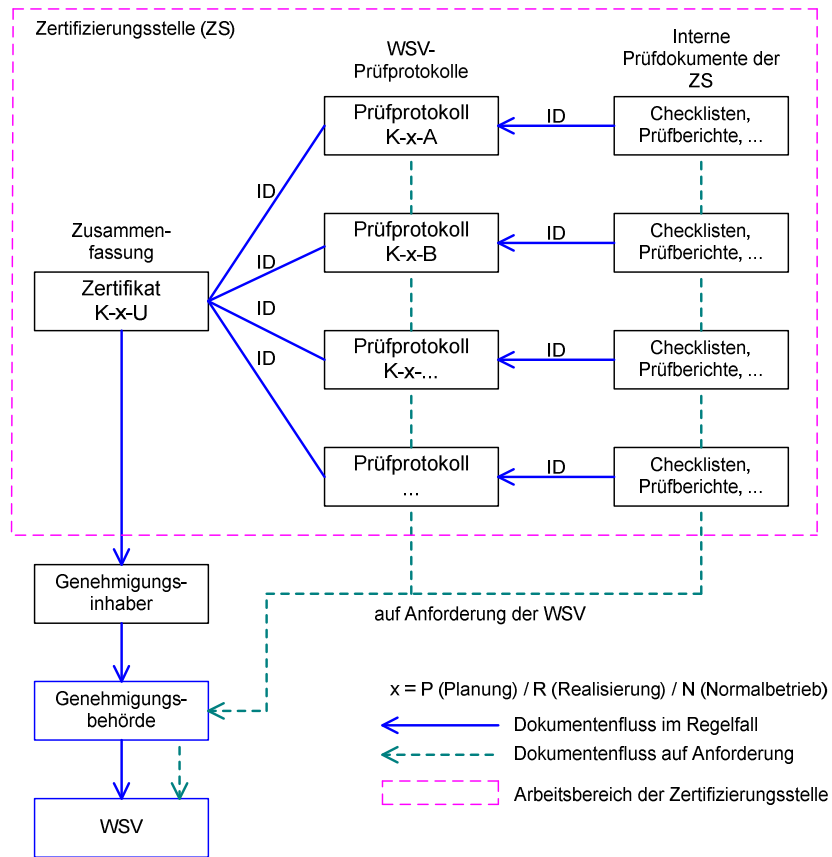 Zertifizierungsstelle (ZS)
WSV-
Prüfprotokolle
Interne
Prüfdokumente der
ZS
Prüfprotokoll
K-x-A
ID
Checklisten,
Prüfberichte, ...
ID
Prüfprotokoll
K-x-B
ID
Checklisten,
Prüfberichte, ...
Zusammen-
fassung
Zertifikat
K-x-U
ID
ID
ID
Prüfprotokoll
K-x-...
ID
Checklisten,
Prüfberichte, ...
Prüfprotokoll
...
ID
Checklisten,
Prüfberichte, ...
Genehmigungs-
inhaber
auf Anforderung der WSV
Genehmigungs-
behörde
WSV
x = P (Planung) / R (Realisierung) / N (Normalbetrieb)
Dokumentenfluss im Regelfall
Dokumentenfluss auf Anforderung
Arbeitsbereich der Zertifizierungsstelle